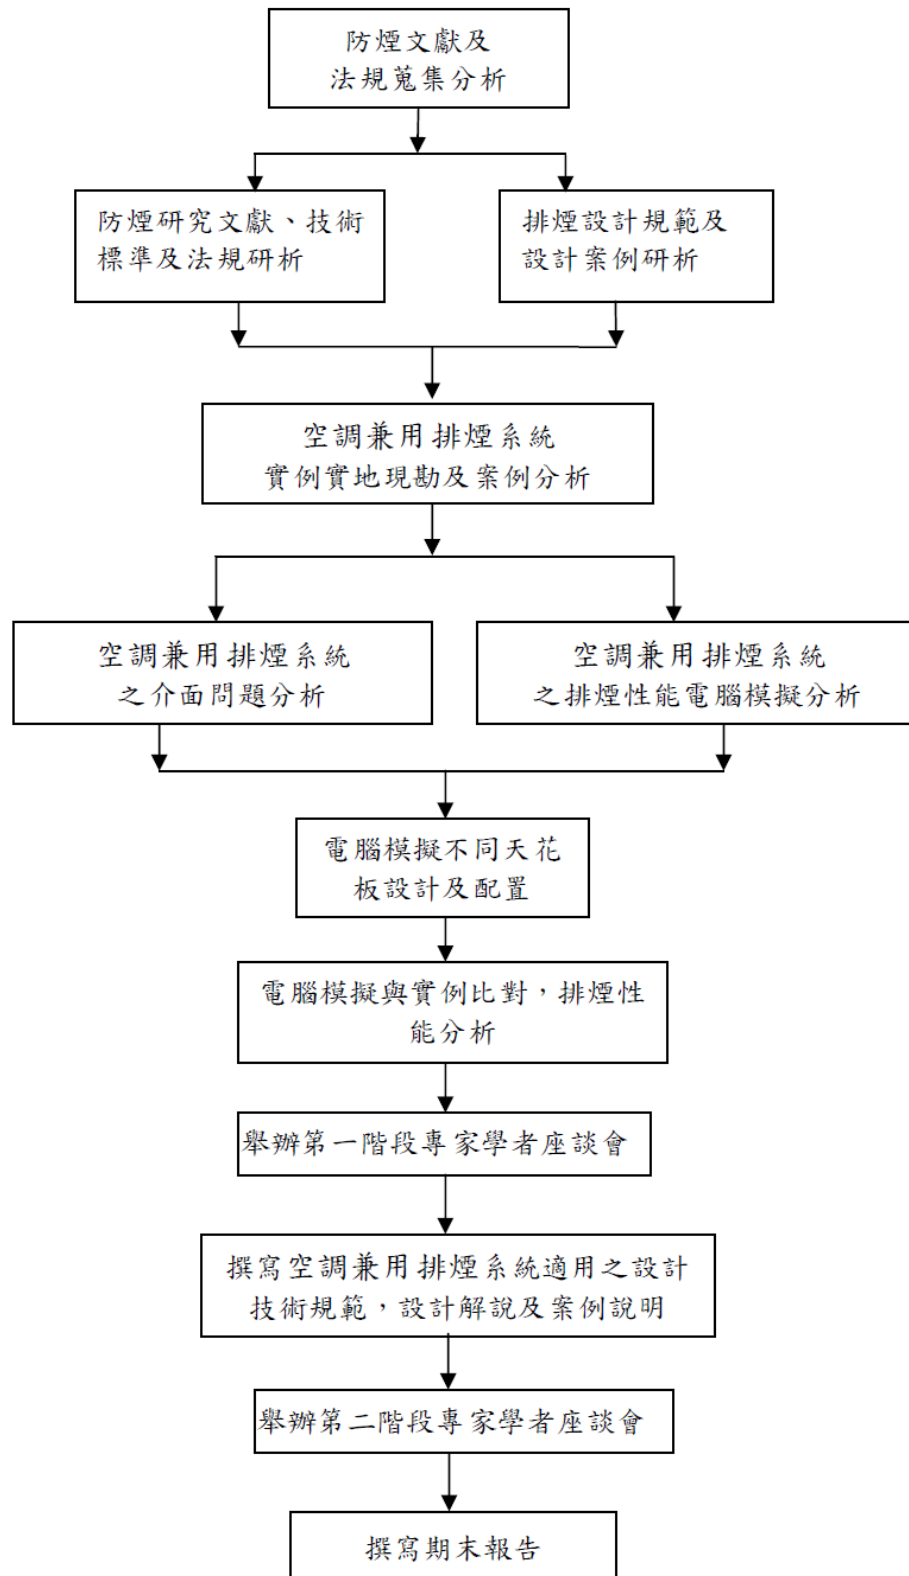 防煙文獻及
法規蒐集分析
防煙研究文獻、技術
標準及法規研析
排煙設計規範及
設計案例研析
空調兼用排煙系統
實例實地現勘及案例分析
空調兼用排煙系統
之介面問題分析
空調兼用排煙系統
之排煙性能電腦模擬分析
電腦模擬不同天花
板設計及配置
電腦模擬與實例比對，排煙性
能分析
舉辦第一階段專家學者座談會
撰寫空調兼用排煙系統適用之設計
技術規範，設計解說及案例說明
舉辦第二階段專家學者座談會
撰寫期末報告